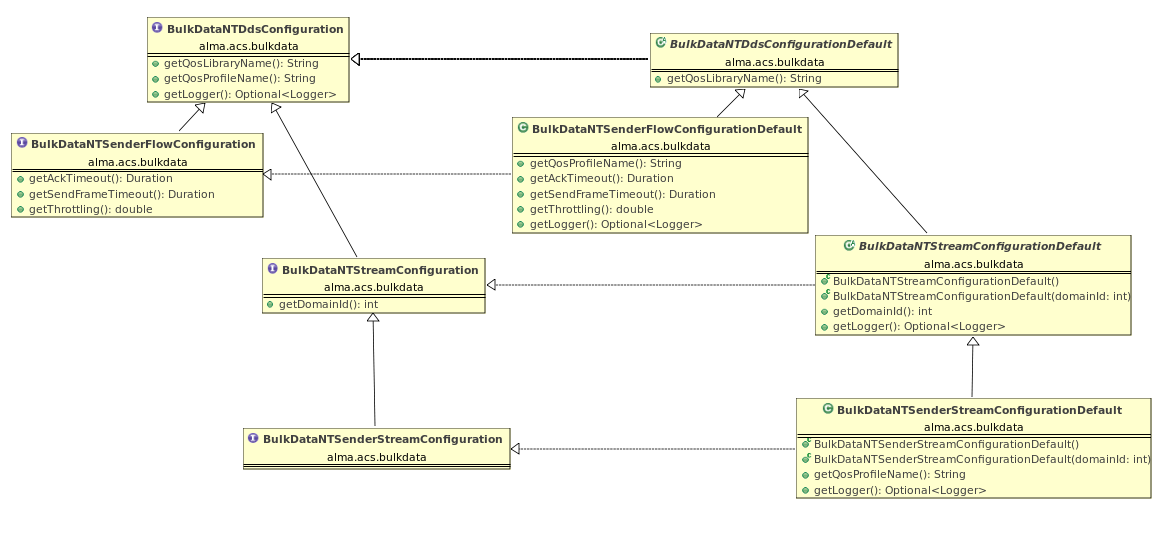 BulkDataNTDdsConfiguration
alma.acs.bulkdata
getQosLibraryName(): String
getQosProfileName(): String
getLogger(): Optional<Logger>
BulkDataNTDdsConfigurationDefault
alma.acs.bulkdata
getQosLibraryName(): String
BulkDataNTSenderFlowConfiguration
alma.acs.bulkdata
getAckTimeout(): Duration
getSendFrameTimeout(): Duration
getThrottling(): double
BulkDataNTSenderFlowConfigurationDefault
alma.acs.bulkdata
getQosProfileName(): String
getAckTimeout(): Duration
getSendFrameTimeout(): Duration
getThrottling(): double
getLogger(): Optional<Logger>
BulkDataNTStreamConfiguration
alma.acs.bulkdata
getDomainId(): int
BulkDataNTStreamConfigurationDefault
alma.acs.bulkdata
BulkDataNTStreamConfigurationDefault()
BulkDataNTStreamConfigurationDefault(domainId: int)
getDomainId(): int
getLogger(): Optional<Logger>
BulkDataNTSenderStreamConfiguration
alma.acs.bulkdata
BulkDataNTSenderStreamConfigurationDefault
alma.acs.bulkdata
BulkDataNTSenderStreamConfigurationDefault()
BulkDataNTSenderStreamConfigurationDefault(domainId: int)
getQosProfileName(): String
getLogger(): Optional<Logger>